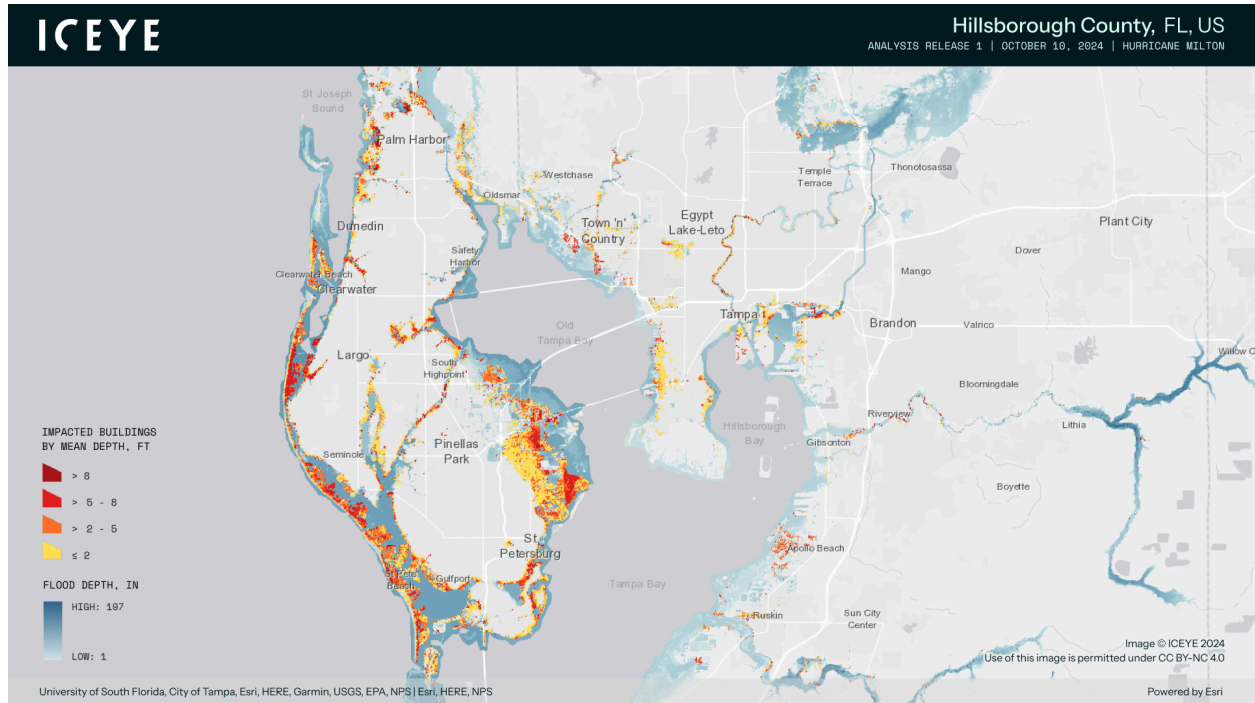 ICEYE
Hillsborough County, FL, US
ANALYSIS RELEASE 1 | OCTOBER 10, 2024 | HURRICANE MILTON
St Joseph
Sound
Palm Harbor
Thonotosassa
Temple
Terrace
Westchase
Oldsmar
Egypt
Lake-Leto
Town 'n'
Country
Plant City
Dunedin
Safety
Harbor
Dover
Mango
Clearwater Beach
Clearwater
Tampa
Brandon
Valrico
Old
Tampa Bay
Largo
South
Highpoint
Willow O
Bloomingdale
Riverview
Lithia
Hillsborough
Bay
Gibsonton
Pinellas
Park
Seminole
Boyette
St
Petersburg
Apollo Beach
St Pete
Beach
Gulfport
Tampa Bay
Ruskin
Sun City
Center
IMPACTED BUILDINGS
BY MEAN DEPTH, FT
> 8
> 5 - 8
> 2 - 5
≤ 2
FLOOD DEPTH, IN
HIGH: 197
LOW: 1
Image © ICEYE 2024
Use of this image is permitted under CC BY-NC 4.0
University of South Florida, City of Tampa, Esri, HERE, Garmin, USGS, EPA, NPS | Esri, HERE, NPS
Powered by Esri